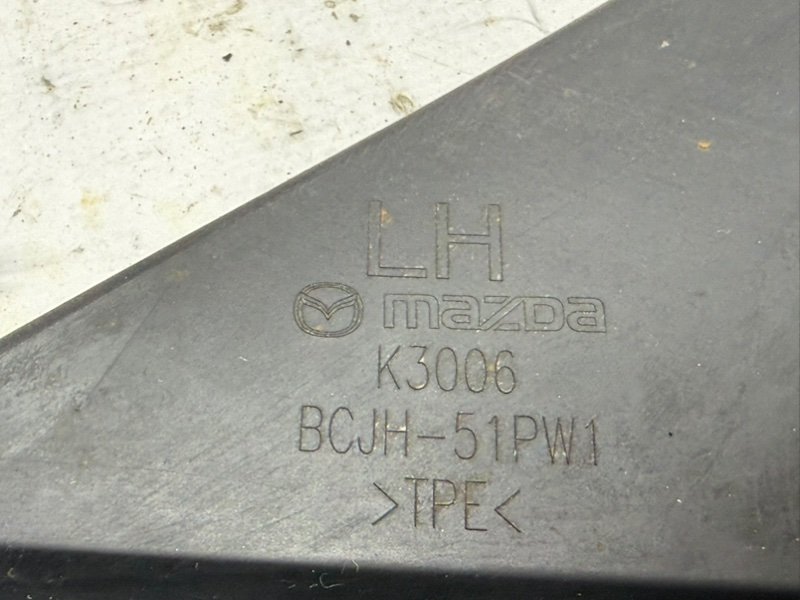 LH
mazda
K3006
BCJH-51PW1
>TPE<